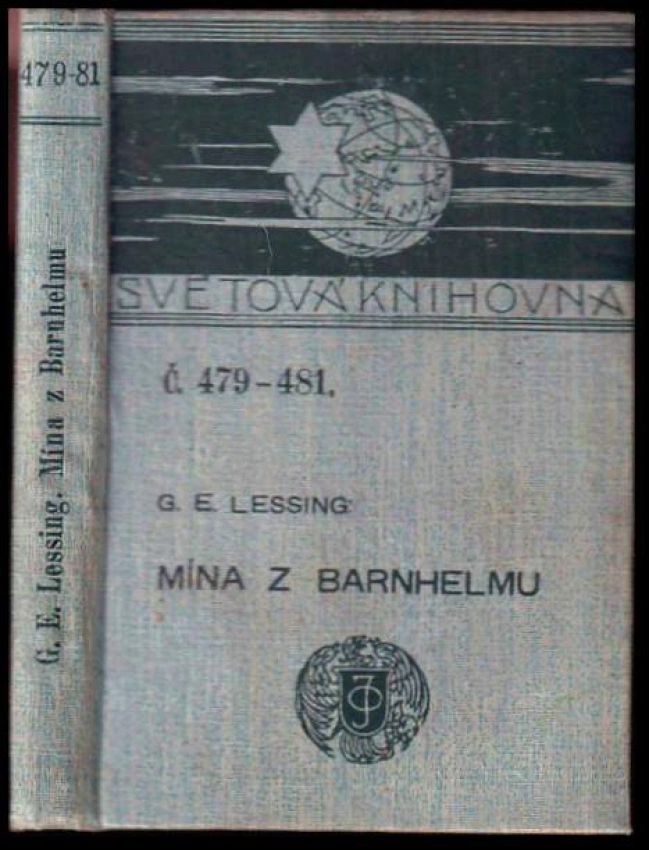 479-81
G. E. Lessing. Mína z Barnhelmu
SVĚTOVÁ KNIHOVNA
Č. 479-481.
G. E. LESSING:
MÍNA Z BARNHELMU